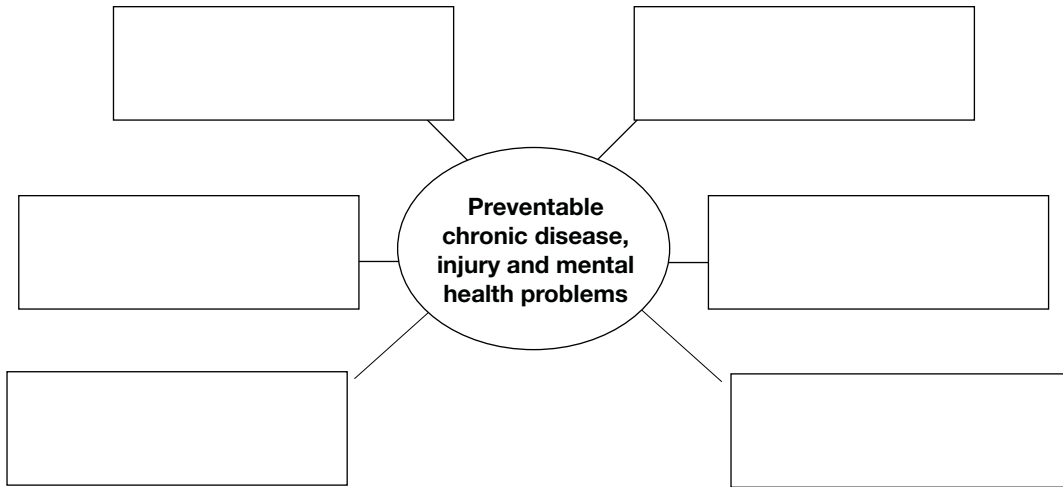 Preventable
chronic disease,
injury and mental
health problems